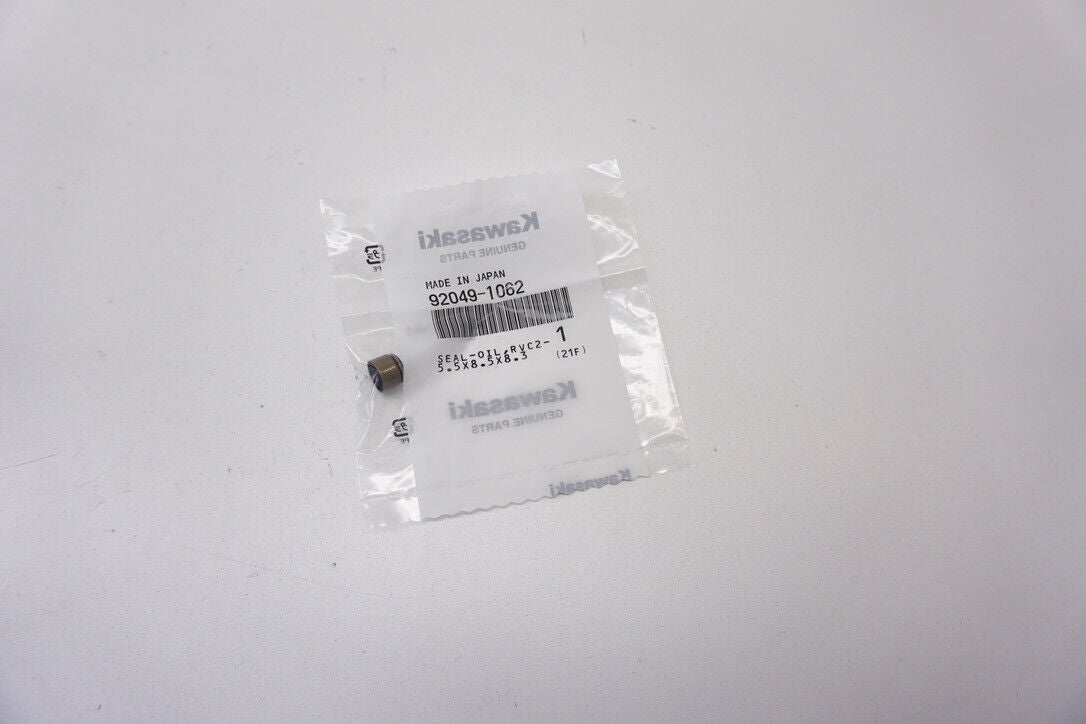 Kawasaki
GENUINE PARTS
MADE IN JAPAN
92049-1062
SEAL-OIL,RVC2- 1
5.5X8.5X8.3 (21F)
Kawasaki
GENUINE PARTS
Kawasaki